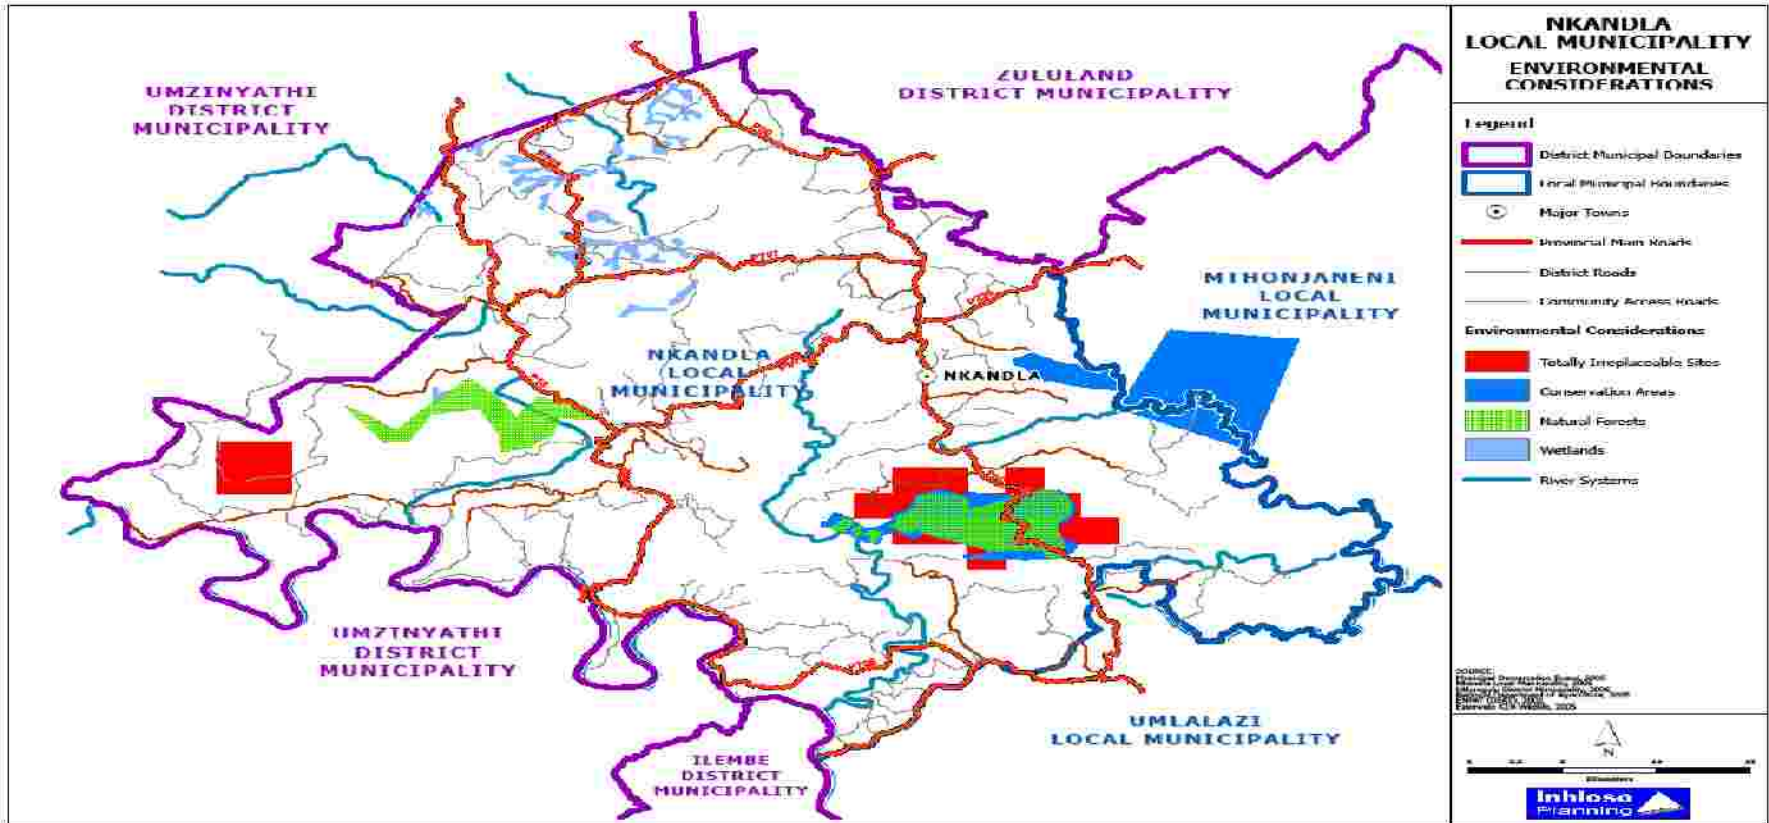 UMZINYATHI
DISTRICT
MUNICIPALITY
ZULULAND
DISTRICT MUNICIPALITY
MTHONJANENI
LOCAL
MUNICIPALITY
NKANDLA
LOCAL
MUNICIPALITY
NKANDLA
UMZINYATHI
DISTRICT
MUNICIPALITY
UMLALAZI
LOCAL MUNICIPALITY
ILEMBE
DISTRICT
MUNICIPALITY
NKANDLA
LOCAL MUNICIPALITY
ENVIRONMENTAL
CONSIDERATIONS
Legend
District Municipal Boundaries
Local Municipal Boundaries
Major Towns
Provincial Main Roads
District Roads
Community Access Roads
Environmental Considerations
Totally Irreplaceable Sites
Conservation Areas
Natural Forests
Wetlands
River Systems
SOURCE:
N
Kilometers
Inhlose
Planning